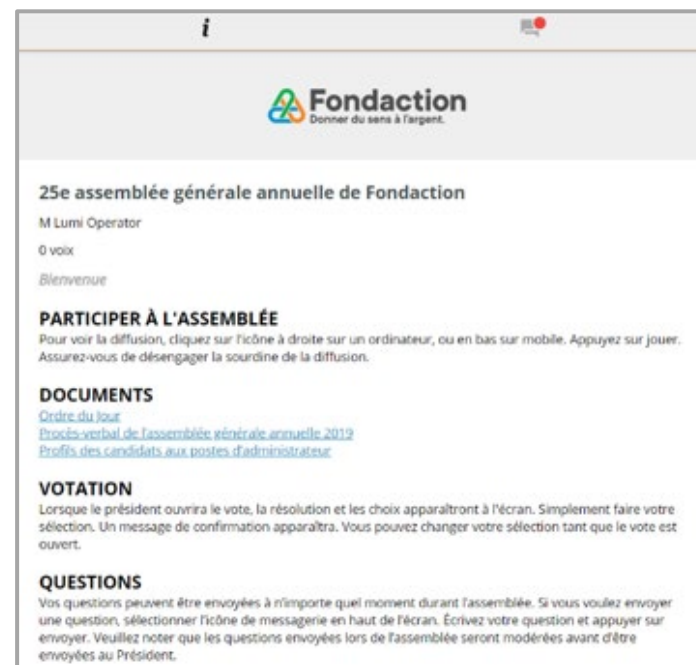 i
Fondaction
Donner du sens à l'argent.
25e assemblée générale annuelle de Fondaction
M Lumi Operator
0 voix
Bienvenue
PARTICIPER À L'ASSEMBLÉE
Pour voir la diffusion, cliquez sur l'icône à droite sur un ordinateur, ou en bas sur mobile. Appuyez sur jouer.
Assurez-vous de désengager la sourdine de la diffusion.
DOCUMENTS
Ordre du Jour
Procès-verbal de l'assemblée générale annuelle 2019
Profils des candidats aux postes d'administrateur
VOTATION
Lorsque le président ouvrira le vote, la résolution et les choix apparaîtront à l'écran. Simplement faire votre
sélection. Un message de confirmation apparaîtra. Vous pouvez changer votre sélection tant que le vote est
ouvert.
QUESTIONS
Vos questions peuvent être envoyées à n'importe quel moment durant l'assemblée. Si vous voulez envoyer
une question, sélectionner l'icône de messagerie en haut de l'écran. Écrivez votre question et appuyer sur
envoyer. Veuillez noter que les questions envoyées lors de l'assemblée seront modérées avant d'être
envoyées au Président.